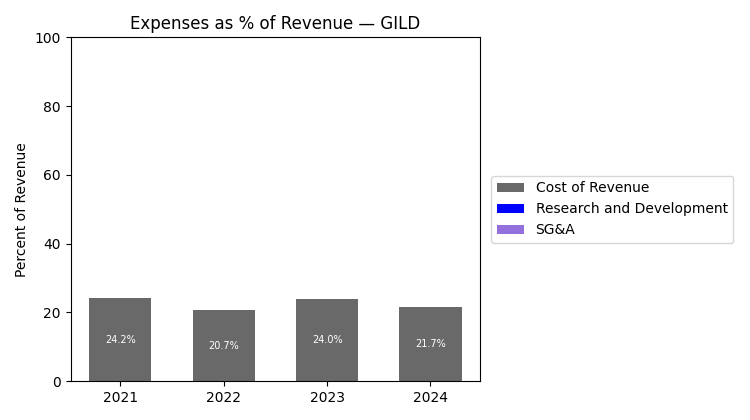 Expenses as % of Revenue — GILD
100
80
60
40
20
0
Percent of Revenue
24.2%
20.7%
24.0%
21.7%
2021
2022
2023
2024
Cost of Revenue
Research and Development
SG&A